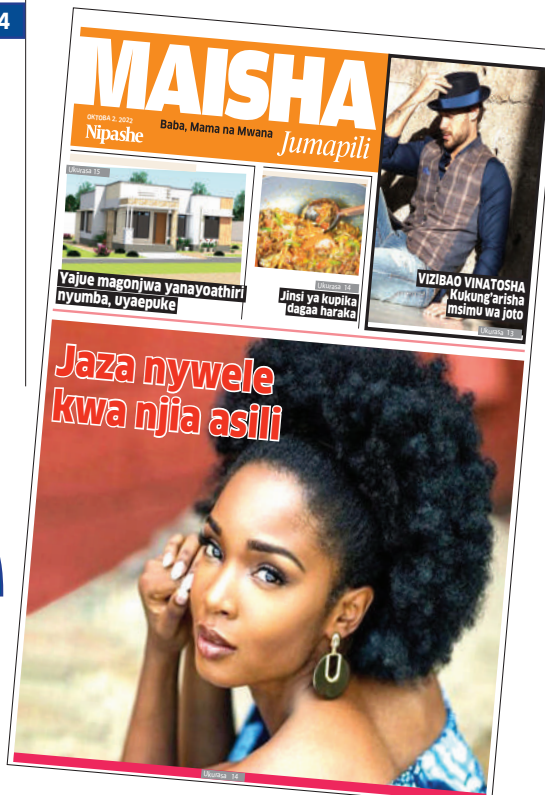 4
MAISHA
OKTOBA 2, 2022
Nipashe
Baba, Mama na Mwana
Jumapili
Ukurasa 15
Yajue magonjwa yanayoathiri
nyumba, uyaepuke
Ukurasa 14
Jinsi ya kupika
dagaa haraka
VIZIBAO VINATOSHA
Kukung'arisha
msimu wa joto
Ukurasa 13
Jaza nywele
kwa njia asili
Ukurasa 14